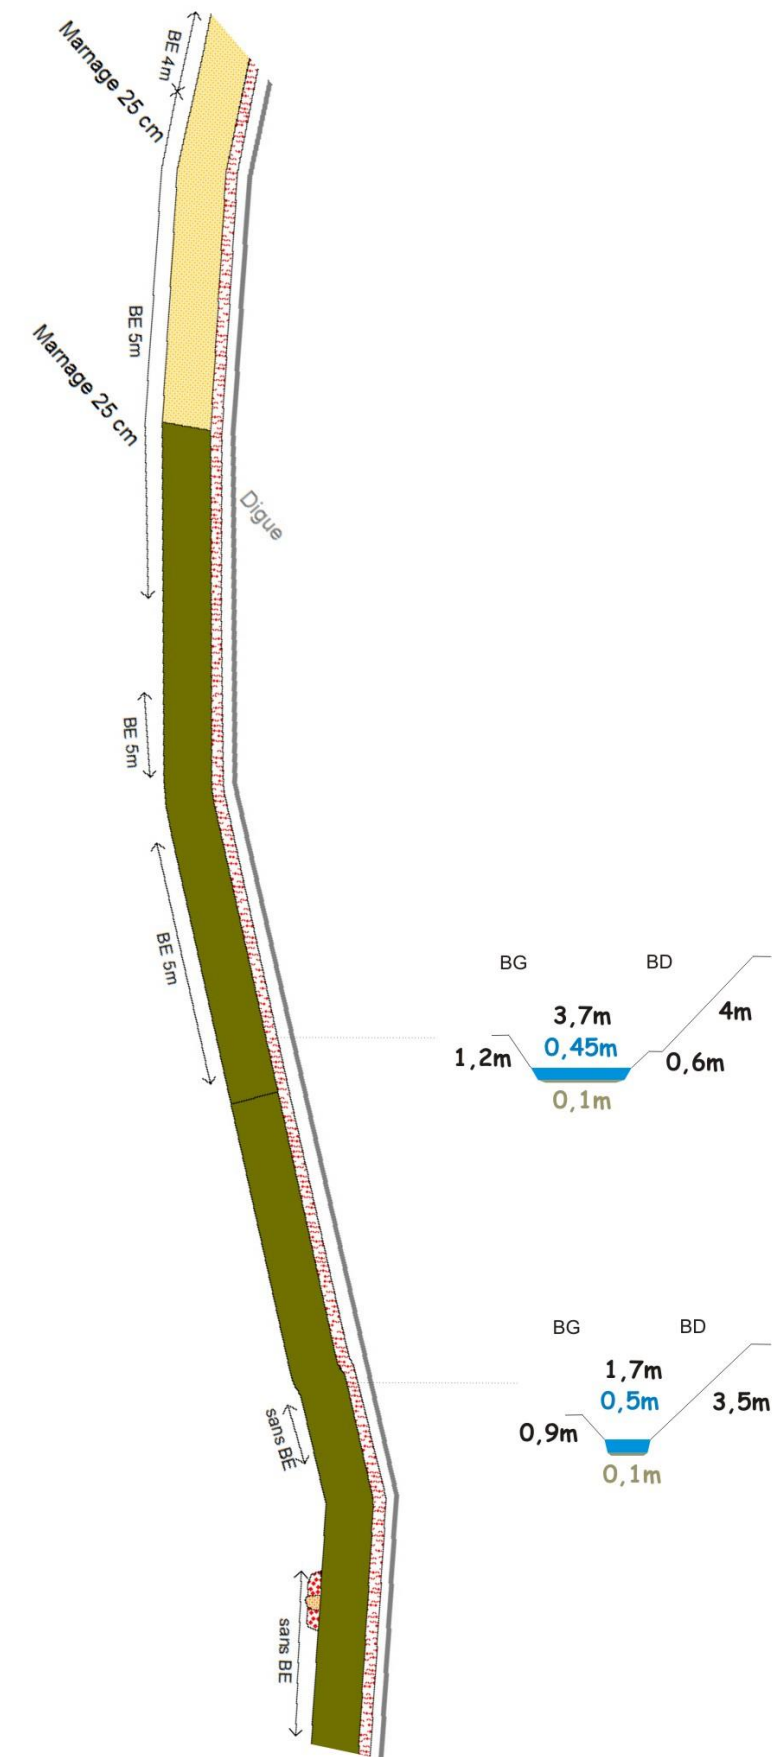 BE 4m
Marnage 25 cm
BE 5m
Marnage 25 cm
Digue
BE 5m
BE 5m
BG BD
3,7m
4m
0,45m
1,2m
0,6m
0,1m
BG BD
1,7m
0,5m
3,5m
0,9m
0,1m
sans BE
sans BE